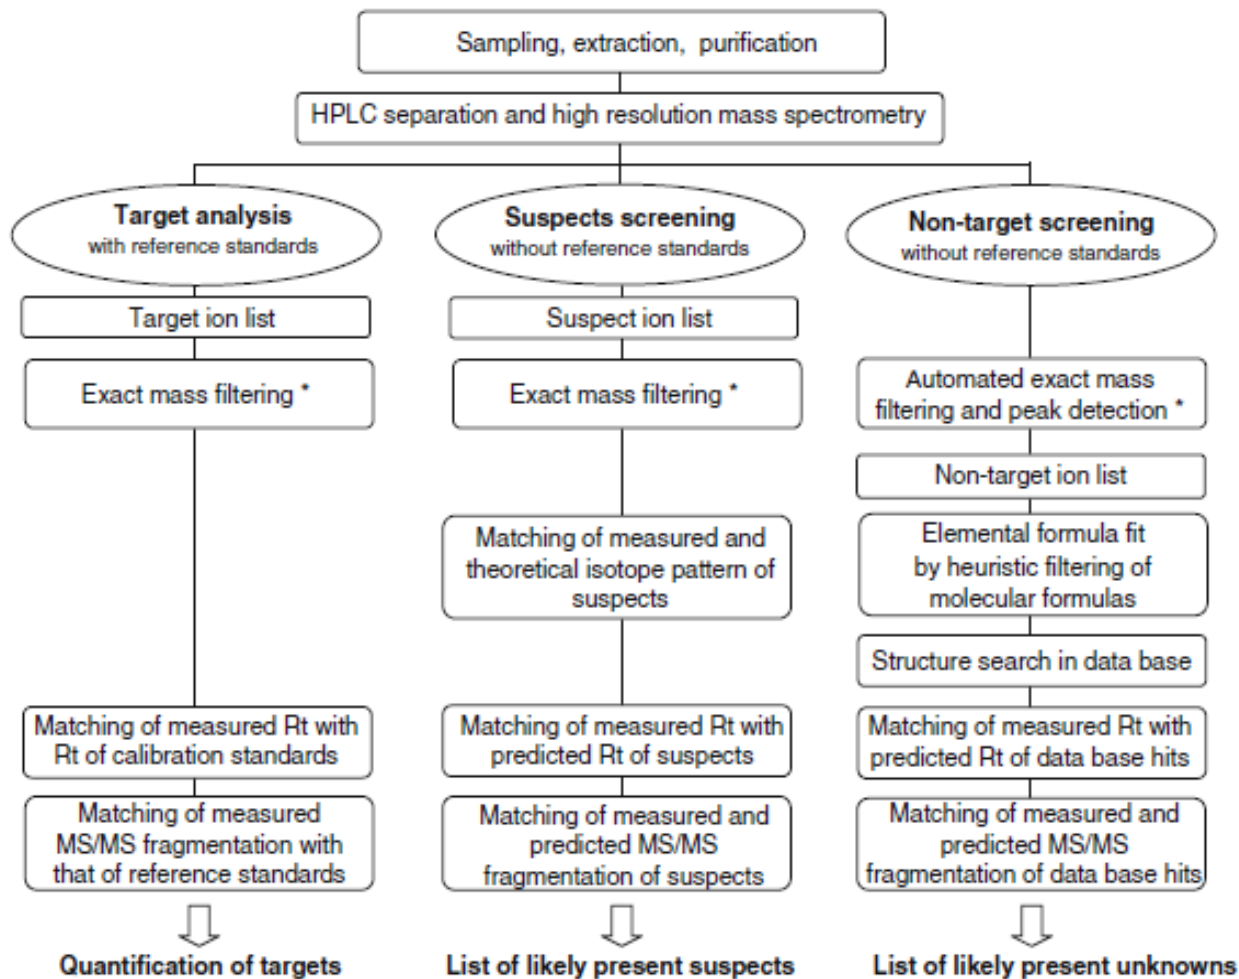 Sampling, extraction, purification
HPLC separation and high resolution mass spectrometry
Target analysis
with reference standards
Target ion list
Exact mass filtering *
Matching of measured Rt with
Rt of calibration standards
Matching of measured
MS/MS fragmentation with
that of reference standards
Quantification of targets
Suspects screening
without reference standards
Suspect ion list
Exact mass filtering *
Matching of measured and
theoretical isotope pattern of
suspects
Matching of measured Rt with
predicted Rt of suspects
Matching of measured and
predicted MS/MS
fragmentation of suspects
List of likely present suspects
Non-target screening
without reference standards
Automated exact mass
filtering and peak detection *
Non-target ion list
Elemental formula fit
by heuristic filtering of
molecular formulas
Structure search in data base
Matching of measured Rt with
predicted Rt of data base hits
Matching of measured and
predicted MS/MS
fragmentation of data base hits
List of likely present unknowns